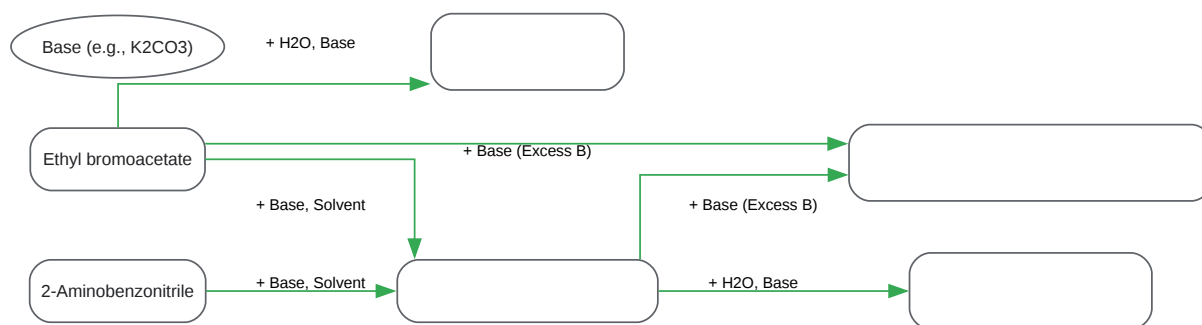 Base (e.g., K2CO3)
+ H2O, Base
Ethyl bromoacetate
+ Base (Excess B)
+ Base, Solvent
+ Base (Excess B)
2-Aminobenzonitrile
+ Base, Solvent
+ H2O, Base